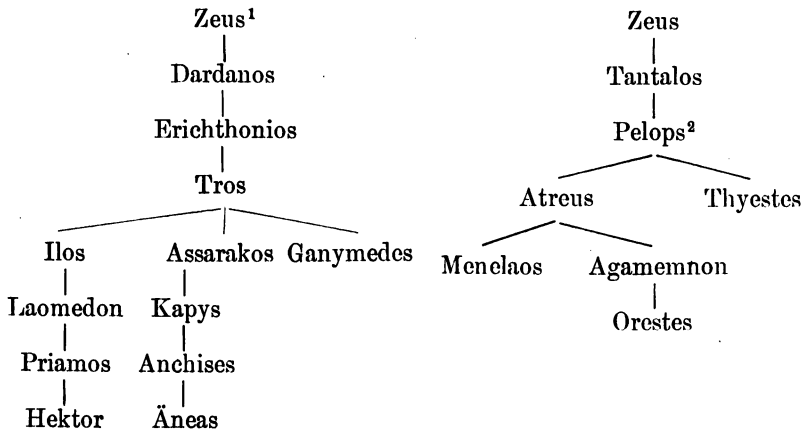 Zeus¹
Dardanos
Erichthonios
Tros
Ilos Assarakos Ganymedes
Laomedon Kapys
Priamos Anchises
Hektor Äneas
Zeus
Tantalos
Pelops²
Atreus Thyestes
Menelaos Agamemnon
Orestes